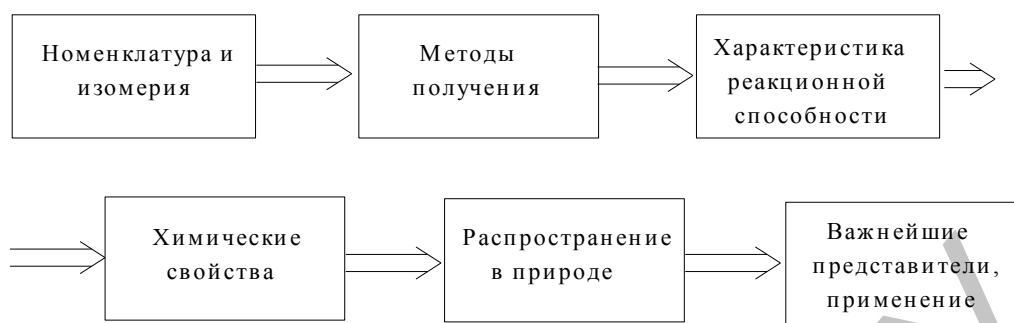 Номенклатура и
изомерия
Методы
получения
Характеристика
реакционной
способности
Химические
свойства
Распространение
в природе
Важнейшие
представители,
применение